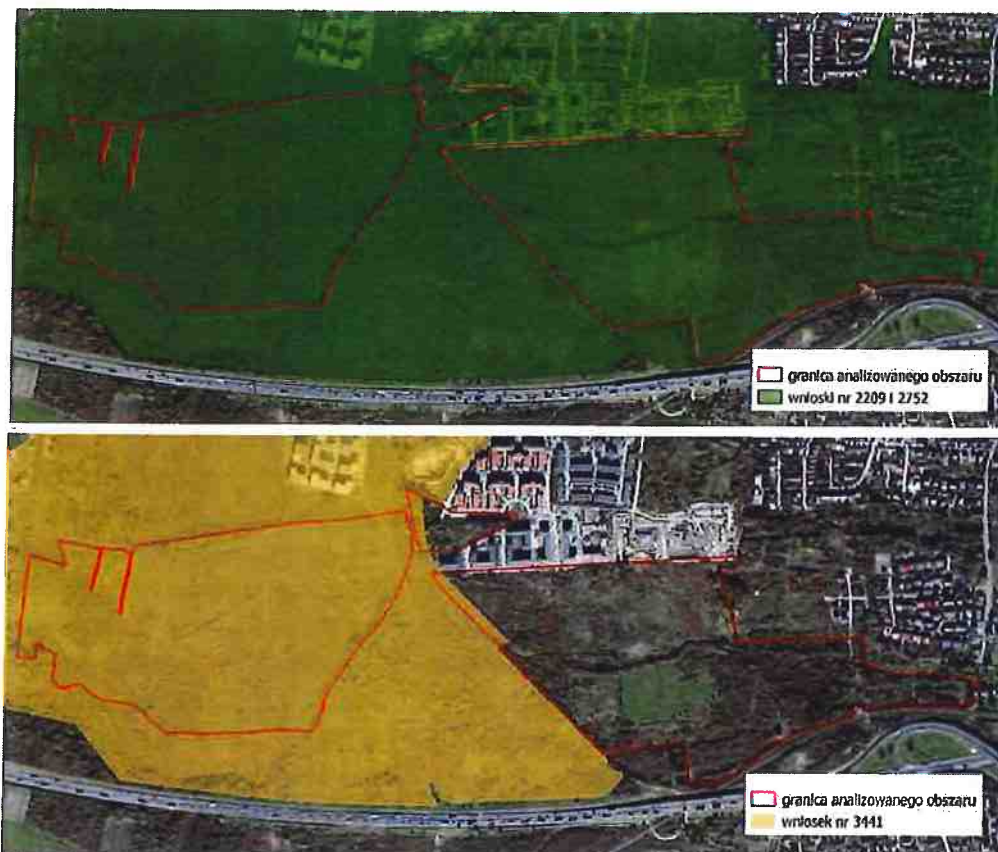 granica analizowanego obszaru
wnioski nr 2209 i 2752
granica analizowanego obszaru
wniosek nr 3441